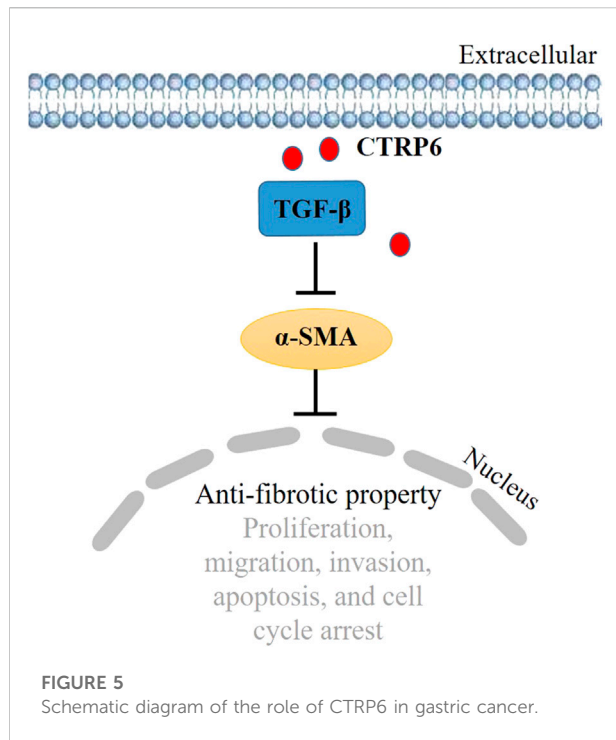 Extracellular
CTRP6
TGF-β
α-SMA
Nucleus
Anti-fibrotic property
Proliferation,
migration, invasion,
apoptosis, and cell
cycle arrest
FIGURE 5
Schematic diagram of the role of CTRP6 in gastric cancer.